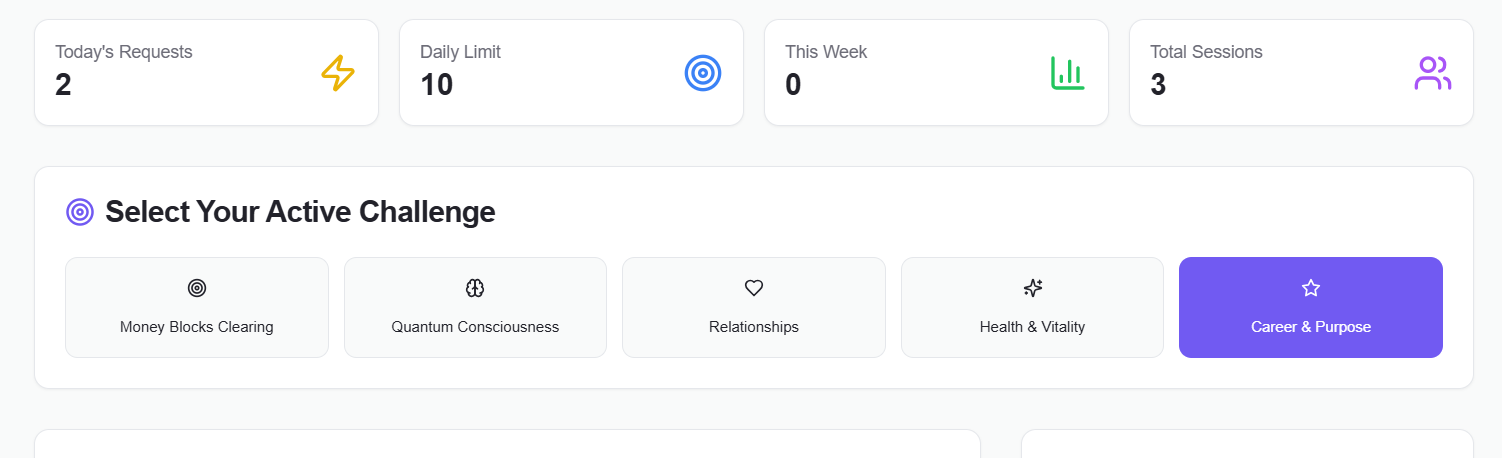 Today's Requests
2
Daily Limit
10
This Week
0
Total Sessions
3
Select Your Active Challenge
Money Blocks Clearing
Quantum Consciousness
Relationships
Health & Vitality
Career & Purpose